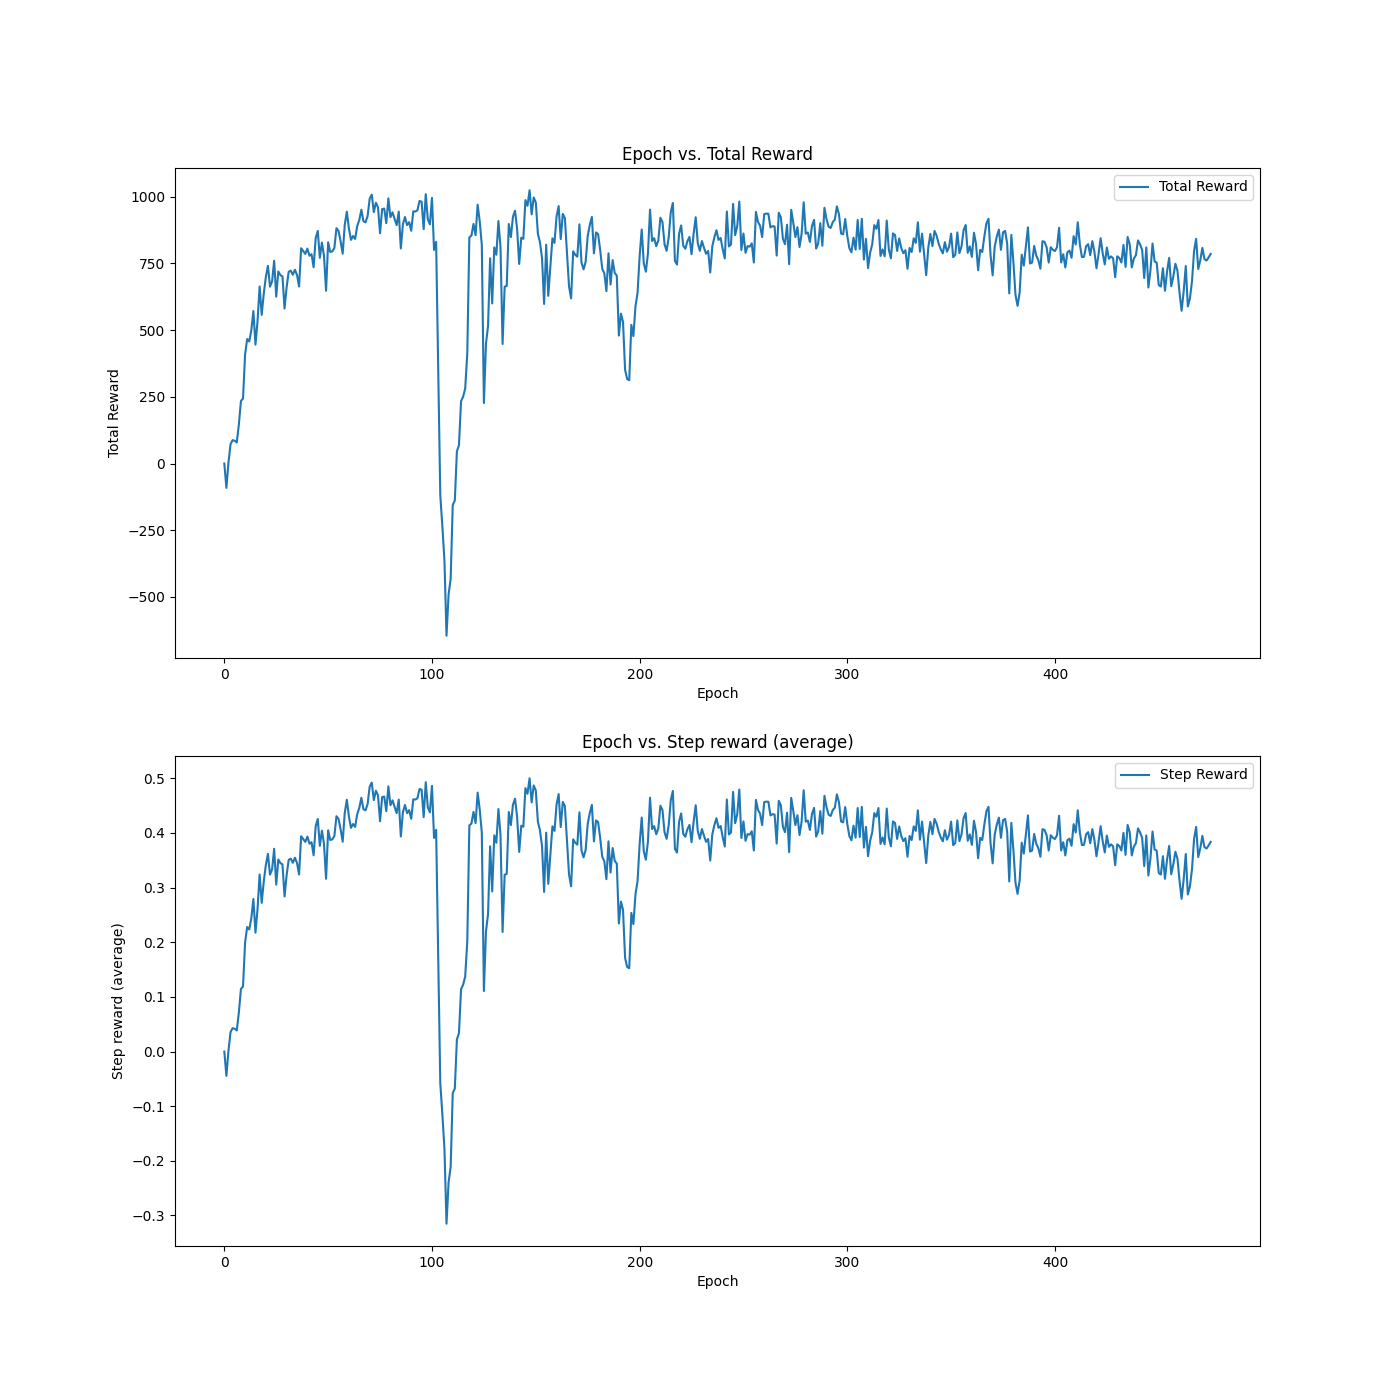 Epoch vs. Total Reward
Total Reward
1000
750
500
250
0
−250
−500
Total Reward
0 100 200 300 400
Epoch
Epoch vs. Step reward (average)
Step Reward
0.5
0.4
0.3
0.2
0.1
0.0
−0.1
−0.2
−0.3
Step reward (average)
0 100 200 300 400
Epoch